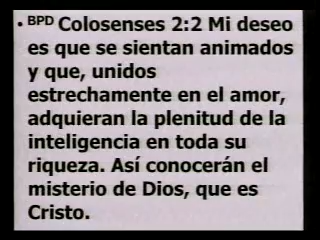 • BPD Colosenses 2:2 Mi deseo
es que se sientan animados
y que, unidos
estrechamente en el amor,
adquieran la plenitud de la
inteligencia en toda su
riqueza. Así conocerán el
misterio de Dios, que es
Cristo.